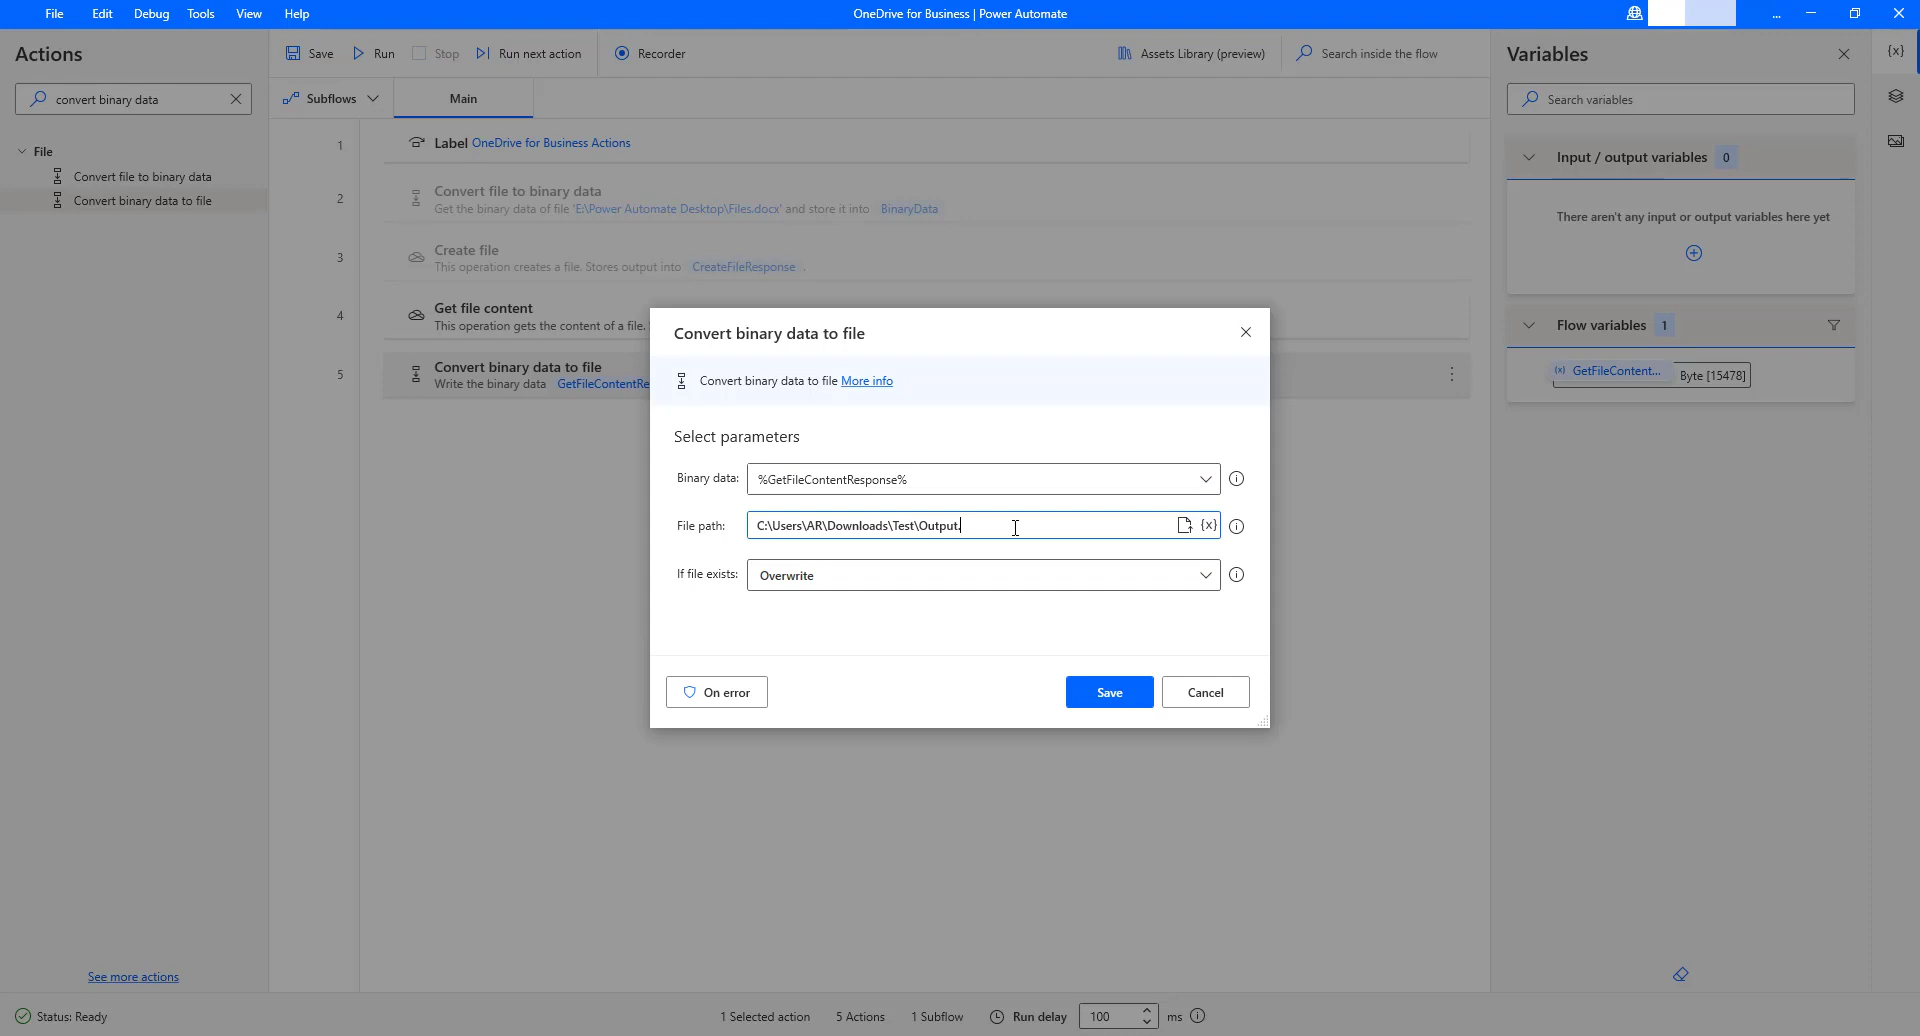 File Edit Debug Tools View Help
OneDrive for Business | Power Automate
...
Actions
convert binary data
File
Convert file to binary data
Convert binary data to file
See more actions
Save Run Stop Run next action Recorder
Assets Library (preview) Search inside the flow
Subflows Main
1 Label OneDrive for Business Actions
2 Convert file to binary data
Get the binary data of file 'E:\Power Automate Desktop\Files.docx' and store it into BinaryData
3 Create file
This operation creates a file. Stores output into CreateFileResponse .
4 Get file content
This operation gets the content of a file.
5 Convert binary data to file
Write the binary data GetFileContentRe
Convert binary data to file
Convert binary data to file More info
Select parameters
Binary data: %GetFileContentResponse%
File path: C:\Users\AR\Downloads\Test\Output. {x}
If file exists: Overwrite
On error Save Cancel
Variables
{x}
Search variables
Input / output variables 0
There aren't any input or output variables here yet
Flow variables 1
(x) GetFileContent... Byte [15478]
Status: Ready
1 Selected action 5 Actions 1 Subflow Run delay 100 ms